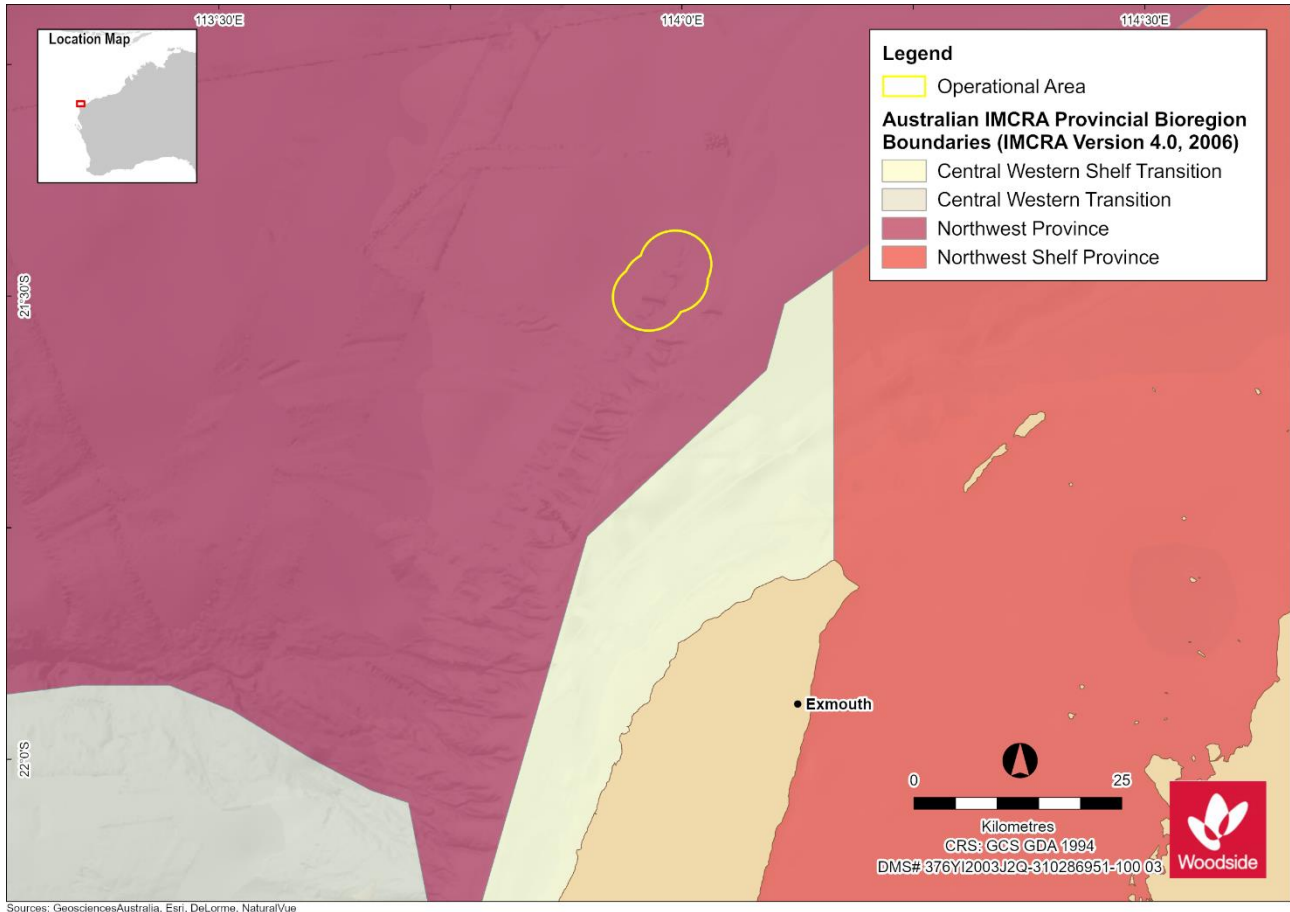 113°30'E
114°0'E
114°30'E
Location Map
Legend
Operational Area
Australian IMCRA Provincial Bioregion
Boundaries (IMCRA Version 4.0, 2006)
Central Western Shelf Transition
Central Western Transition
Northwest Province
Northwest Shelf Province
21°30'S
22°0'S
Exmouth
0
25
Kilometres
CRS: GCS GDA 1994
DMS# 376YI2003J2Q-310286951-100 03
Woodside
Sources: GeosciencesAustralia, Esri, DeLorme, NaturalVue